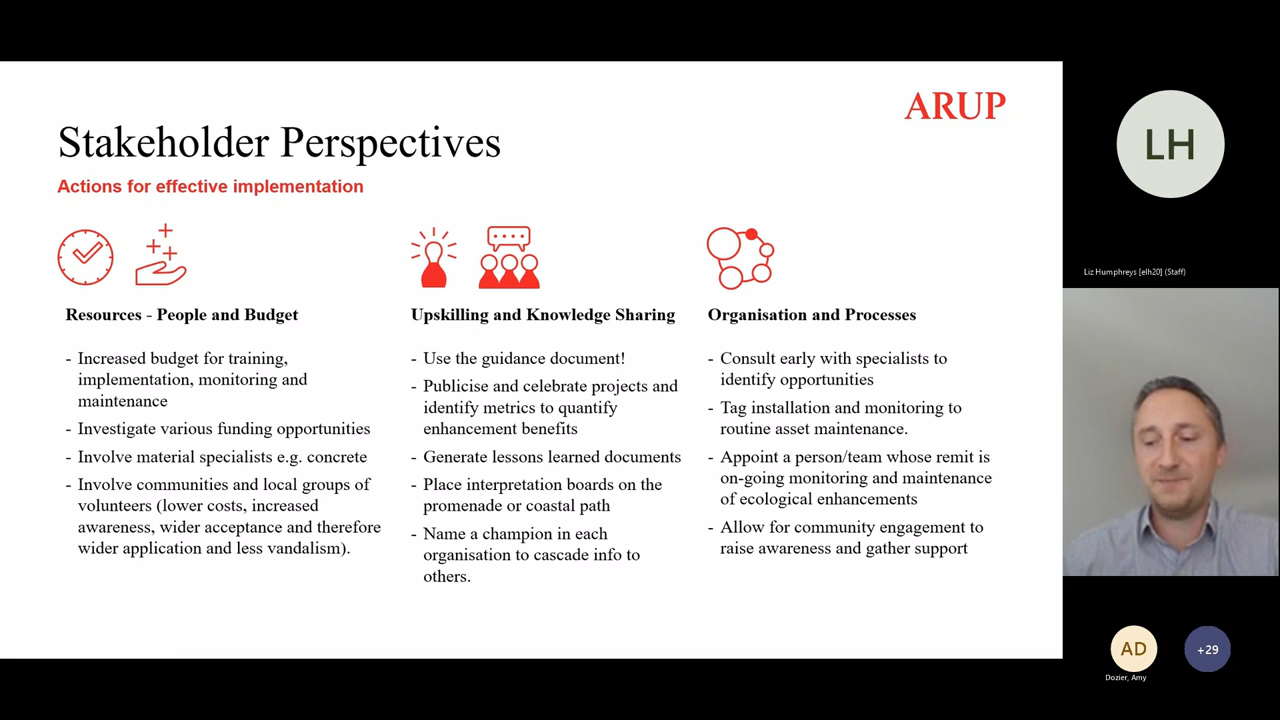 ARUP
Stakeholder Perspectives
Actions for effective implementation
Resources - People and Budget
- Increased budget for training,
implementation, monitoring and
maintenance
- Investigate various funding opportunities
- Involve material specialists e.g. concrete
- Involve communities and local groups of
volunteers (lower costs, increased
awareness, wider acceptance and therefore
wider application and less vandalism).
Upskilling and Knowledge Sharing
- Use the guidance document!
- Publicise and celebrate projects and
identify metrics to quantify
enhancement benefits
- Generate lessons learned documents
- Place interpretation boards on the
promenade or coastal path
- Name a champion in each
organisation to cascade info to
others.
Organisation and Processes
- Consult early with specialists to
identify opportunities
- Tag installation and monitoring to
routine asset maintenance.
- Appoint a person/team whose remit is
on-going monitoring and maintenance
of ecological enhancements
- Allow for community engagement to
raise awareness and gather support
LH
Liz Humphreys [elh20] (Staff)
AD
Dozier, Amy
+29